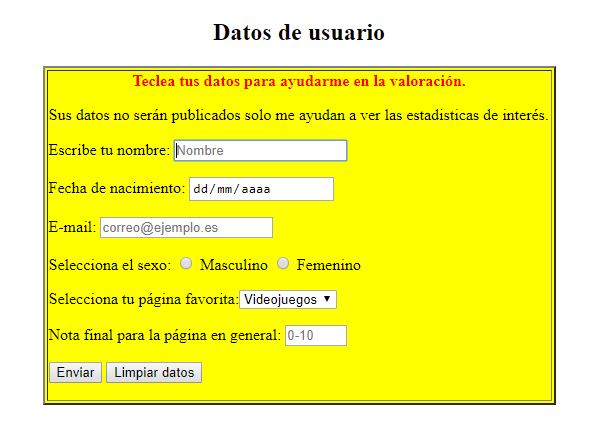 Datos de usuario
Teclea tus datos para ayudarme en la valoración.
Sus datos no serán publicados solo me ayudan a ver las estadisticas de interés.
Escribe tu nombre: Nombre
Fecha de nacimiento: dd/mm/aaaa
E-mail: correo@ejemplo.es
Selecciona el sexo: Masculino Femenino
Selecciona tu página favorita: Videojuegos ▼
Nota final para la página en general: 0-10
Enviar Limpiar datos